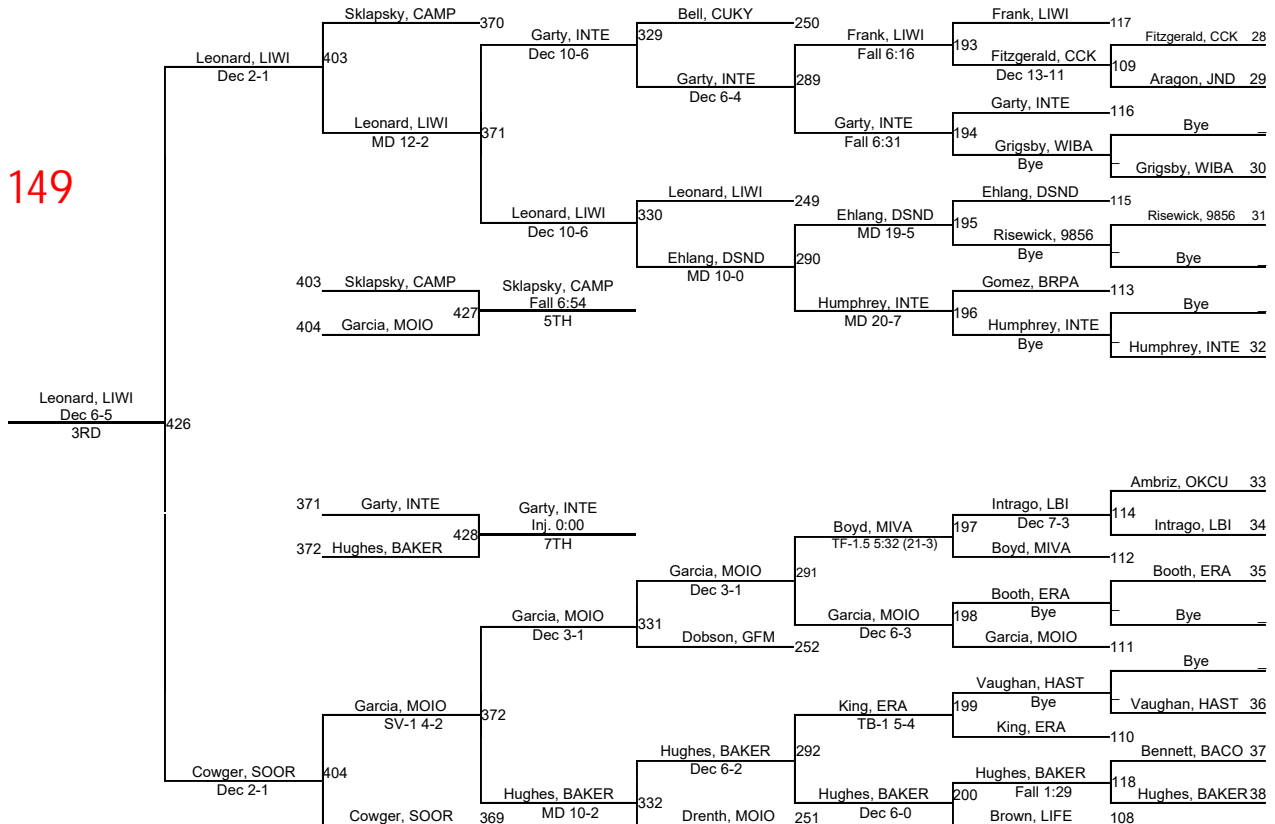 Sklapsky, CAMP
370
Bell, CUKY
250
Frank, LIWI
117
Garty, INTE
329
Dec 10-6
Frank, LIWI
193
Fall 6:16
Fitzgerald, CCK 28
Leonard, LIWI
403
Dec 2-1
Fitzgerald, CCK
109
Dec 13-11
Garty, INTE
289
Dec 6-4
Aragon, JND 29
Garty, INTE
116
Leonard, LIWI
371
MD 12-2
Garty, INTE
194
Fall 6:31
Bye _
Grigsby, WIBA
_
Bye
Grigsby, WIBA 30
149
Leonard, LIWI
249
Ehlang, DSND
115
Leonard, LIWI
330
Dec 10-6
Ehlang, DSND
195
MD 19-5
Risewick, 9856 31
Risewick, 9856
_
Bye
Ehlang, DSND
290
MD 10-0
Bye _
403 Sklapsky, CAMP
427
Sklapsky, CAMP
Fall 6:54
5TH
Gomez, BRPA
113
404 Garcia, MOIO
Humphrey, INTE
196
MD 20-7
Bye _
Humphrey, INTE
_
Bye
Humphrey, INTE 32
Leonard, LIWI
Dec 6-5
426
3RD
371 Garty, INTE
428
Garty, INTE
Inj. 0:00
7TH
372 Hughes, BAKER
Ambriz, OKCU 33
Intrago, LBI
114
Dec 7-3
Boyd, MIVA
197
TF-1.5 5:32 (21-3)
Intrago, LBI 34
Boyd, MIVA
112
Garcia, MOIO
291
Dec 3-1
Booth, ERA 35
Booth, ERA
_
Bye
Garcia, MOIO
331
Dec 3-1
Garcia, MOIO
198
Dec 6-3
Bye _
Dobson, GFM
252
Garcia, MOIO
111
Bye _
Vaughan, HAST
_
Bye
Garcia, MOIO
372
SV-1 4-2
King, ERA
199
TB-1 5-4
Vaughan, HAST 36
King, ERA
110
Hughes, BAKER
292
Dec 6-2
Bennett, BACO 37
Cowger, SOOR
404
Dec 2-1
Hughes, BAKER
118
Fall 1:29
Hughes, BAKER
332
MD 10-2
Hughes, BAKER
200
Dec 6-0
Hughes, BAKER 38
Cowger, SOOR 369
Drenth, MOIO 251
Brown, LIFE 108